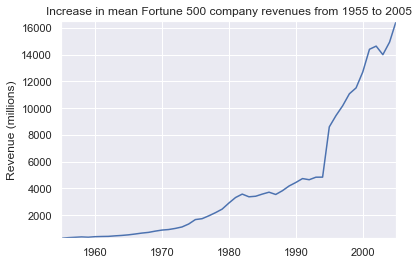 Increase in mean Fortune 500 company revenues from 1955 to 2005
Revenue (millions)
16000
14000
12000
10000
8000
6000
4000
2000
1960 1970 1980 1990 2000